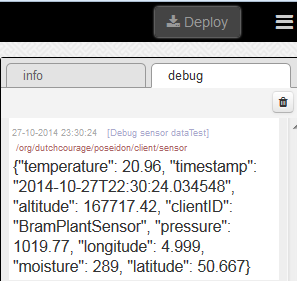 Deploy
info debug
27-10-2014 23:30:24 [Debug sensor dataTest]
/org/dutchcourage/poseidon/client/sensor
{"temperature": 20.96, "timestamp":
"2014-10-27T22:30:24.034548",
"altitude": 167717.42, "clientID":
"BramPlantSensor", "pressure":
1019.77, "longitude": 4.999,
"moisture": 289, "latitude": 50.667}